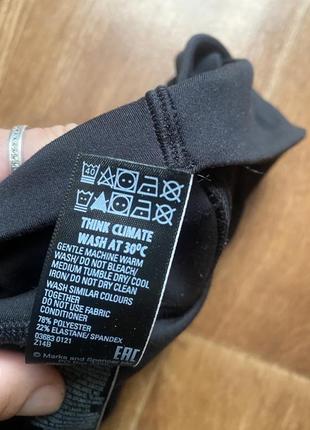 40
THINK CLIMATE
WASH AT 30°C
GENTLE MACHINE WARM
WASH/ DO NOT BLEACH/
MEDIUM TUMBLE DRY/ COOL
IRON/ DO NOT DRY CLEAN
WASH SIMILAR COLOURS
TOGETHER
DO NOT USE FABRIC
CONDITIONER
78% POLYESTER
22% ELASTANE/ SPANDEX
03683 0121
Z14B
EAC
© Marks and Spencer